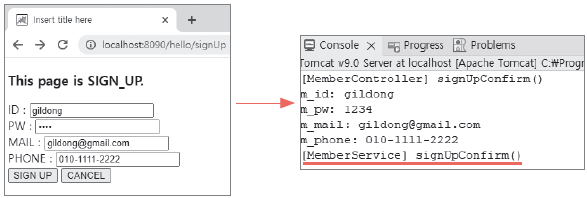 Insert title here
localhost:8090/hello/signUp
This page is SIGN_UP.
ID : gildong
PW : ••••
MAIL : gildong@gmail.com
PHONE : 010-1111-2222
SIGN UP CANCEL
Console Progress Problems
Tomcat v9.0 Server at localhost [Apache Tomcat] C:#Progr
[MemberController] signUpConfirm()
m_id: gildong
m_pw: 1234
m_mail: gildong@gmail.com
m_phone: 010-1111-2222
[MemberService] signUpConfirm()